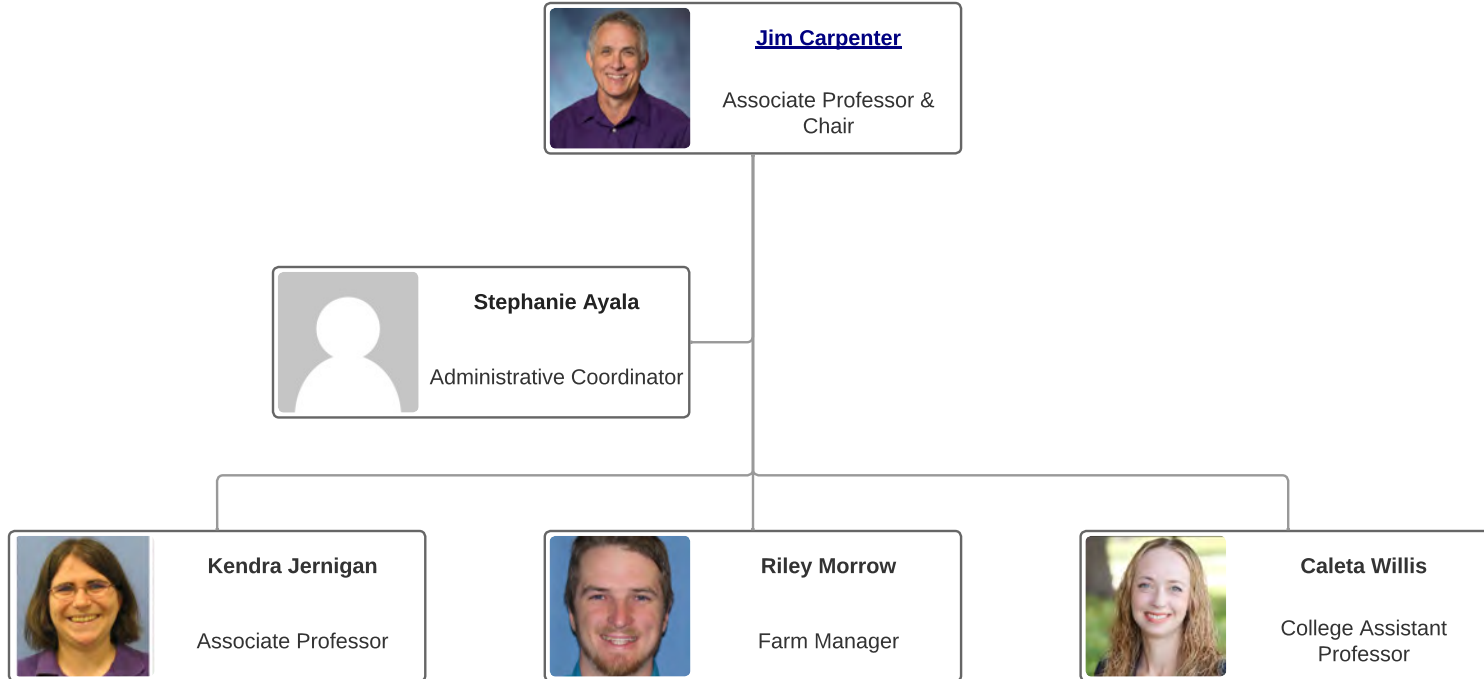 Jim Carpenter
Associate Professor &
Chair
Stephanie Ayala
Administrative Coordinator
Kendra Jernigan
Associate Professor
Riley Morrow
Farm Manager
Caleta Willis
College Assistant
Professor